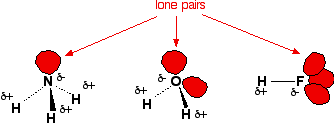 lone pairs
N δ-
δ+ H H δ+
H δ+
δ- O
δ+ H H δ+
H F
δ+ δ-